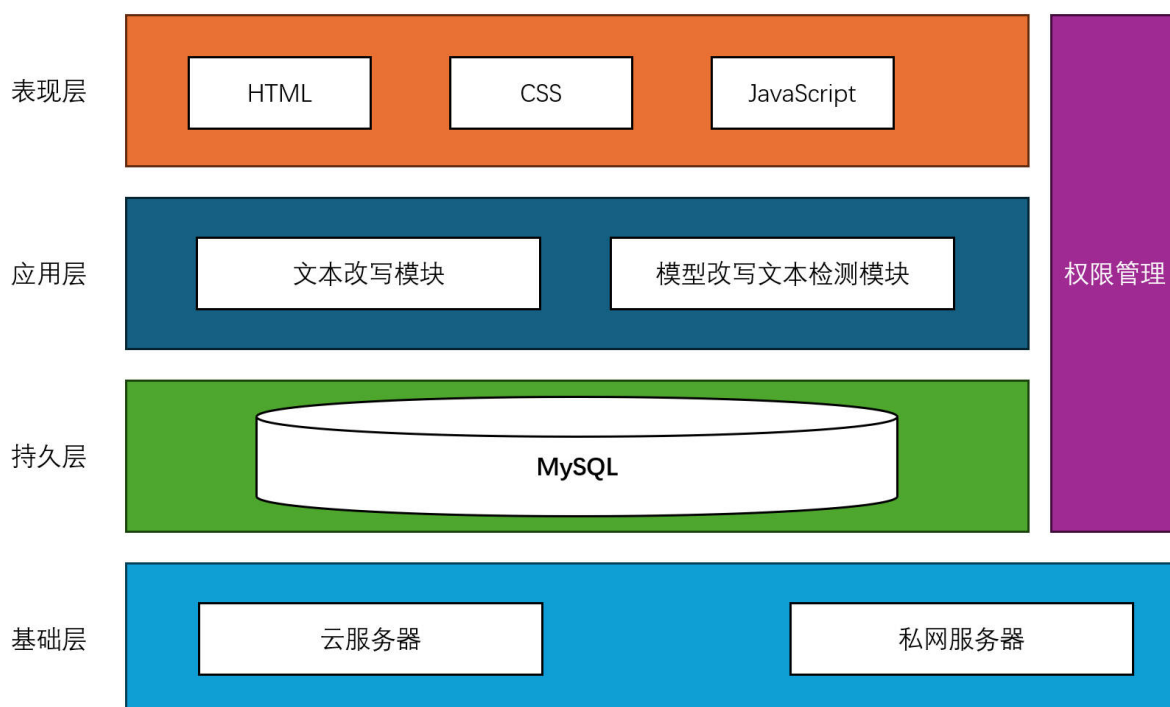 表现层
HTML
CSS
JavaScript
应用层
文本改写模块
模型改写文本检测模块
权限管理
持久层
MySQL
基础层
云服务器
私网服务器